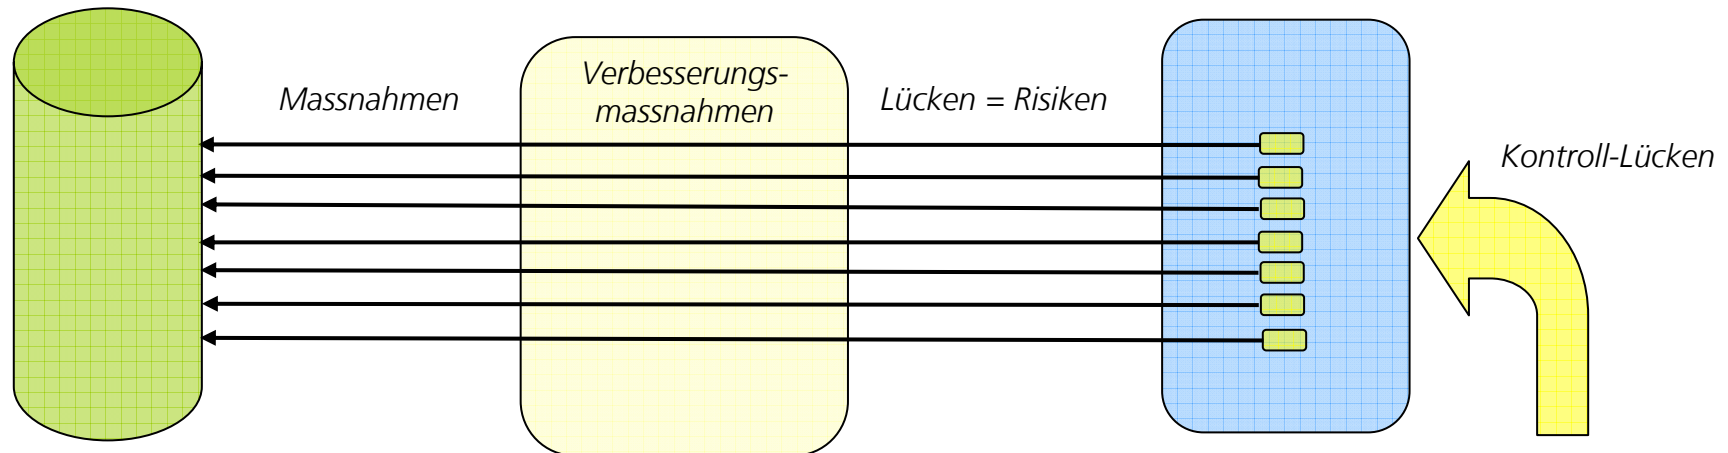 Massnahmen
Verbesserungs-
massnahmen
Lücken = Risiken
Kontroll-Lücken